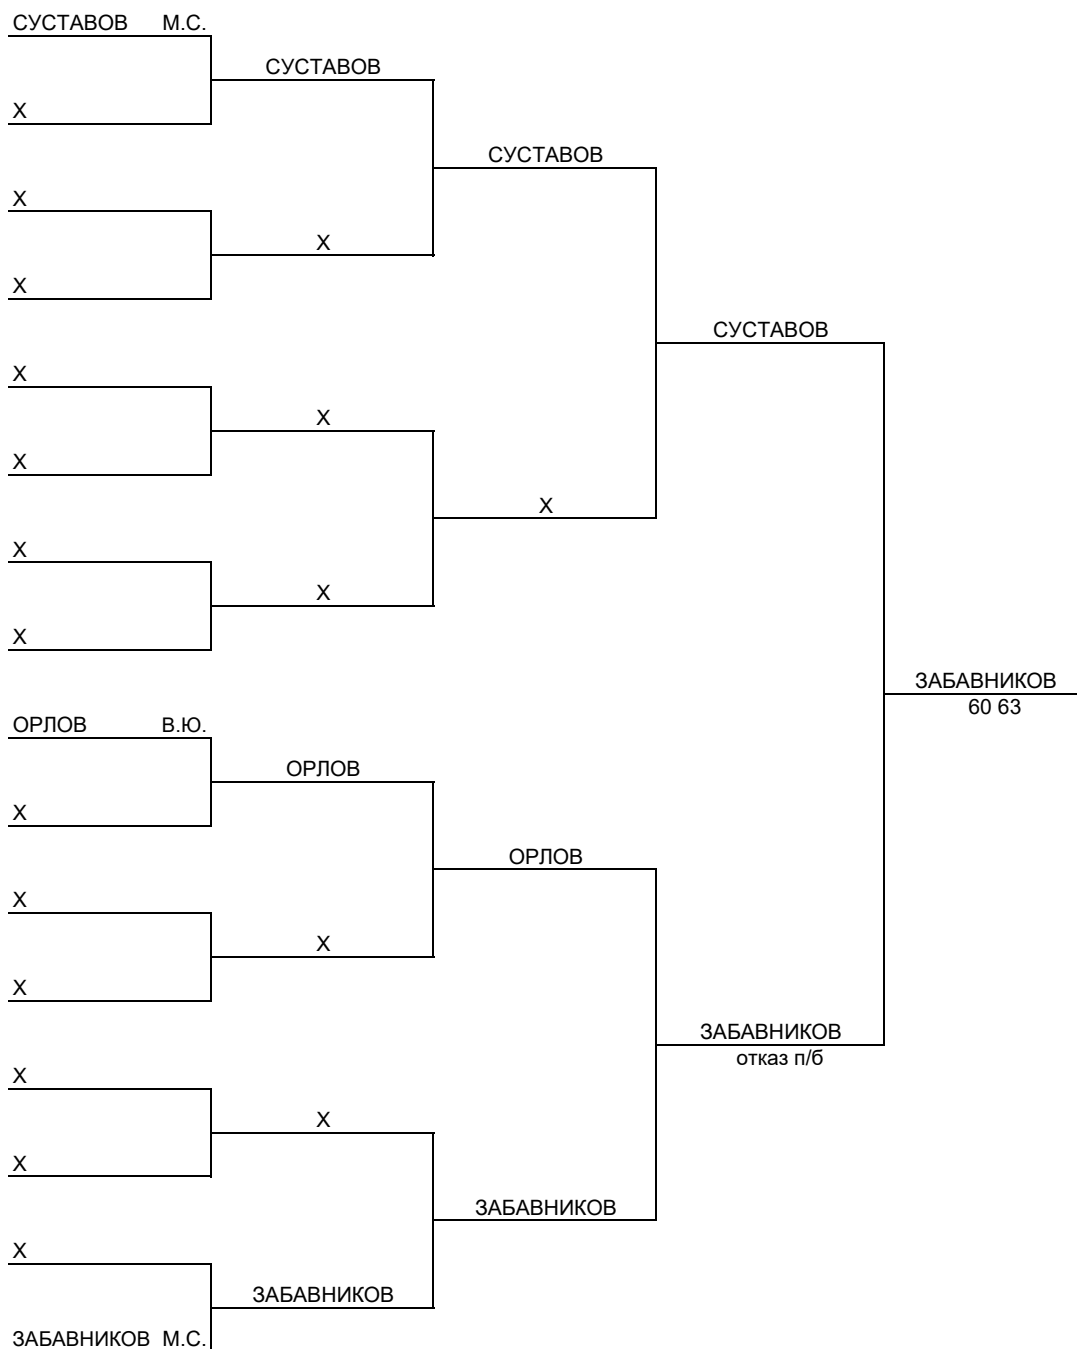 СУСТАВОВ М.С.
СУСТАВОВ
Х
СУСТАВОВ
Х
Х
Х
СУСТАВОВ
Х
Х
Х
Х
Х
Х
Х
ЗАБАВНИКОВ
60 63
ОРЛОВ В.Ю.
ОРЛОВ
Х
ОРЛОВ
Х
Х
Х
ЗАБАВНИКОВ
отказ п/б
Х
Х
Х
ЗАБАВНИКОВ
Х
ЗАБАВНИКОВ
ЗАБАВНИКОВ М.С.